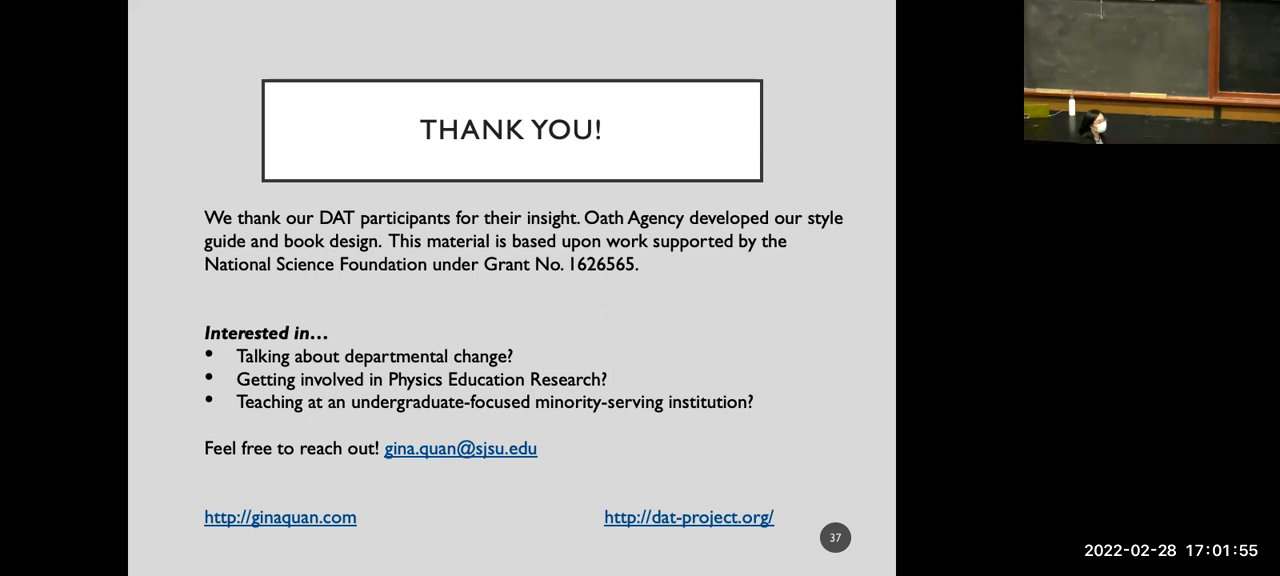 THANK YOU!
We thank our DAT participants for their insight. Oath Agency developed our style
guide and book design. This material is based upon work supported by the
National Science Foundation under Grant No. 1626565.
Interested in…
• Talking about departmental change?
• Getting involved in Physics Education Research?
• Teaching at an undergraduate-focused minority-serving institution?
Feel free to reach out! gina.quan@sjsu.edu
http://ginaquan.com
http://dat-project.org/
37
2022-02-28 17:01:55